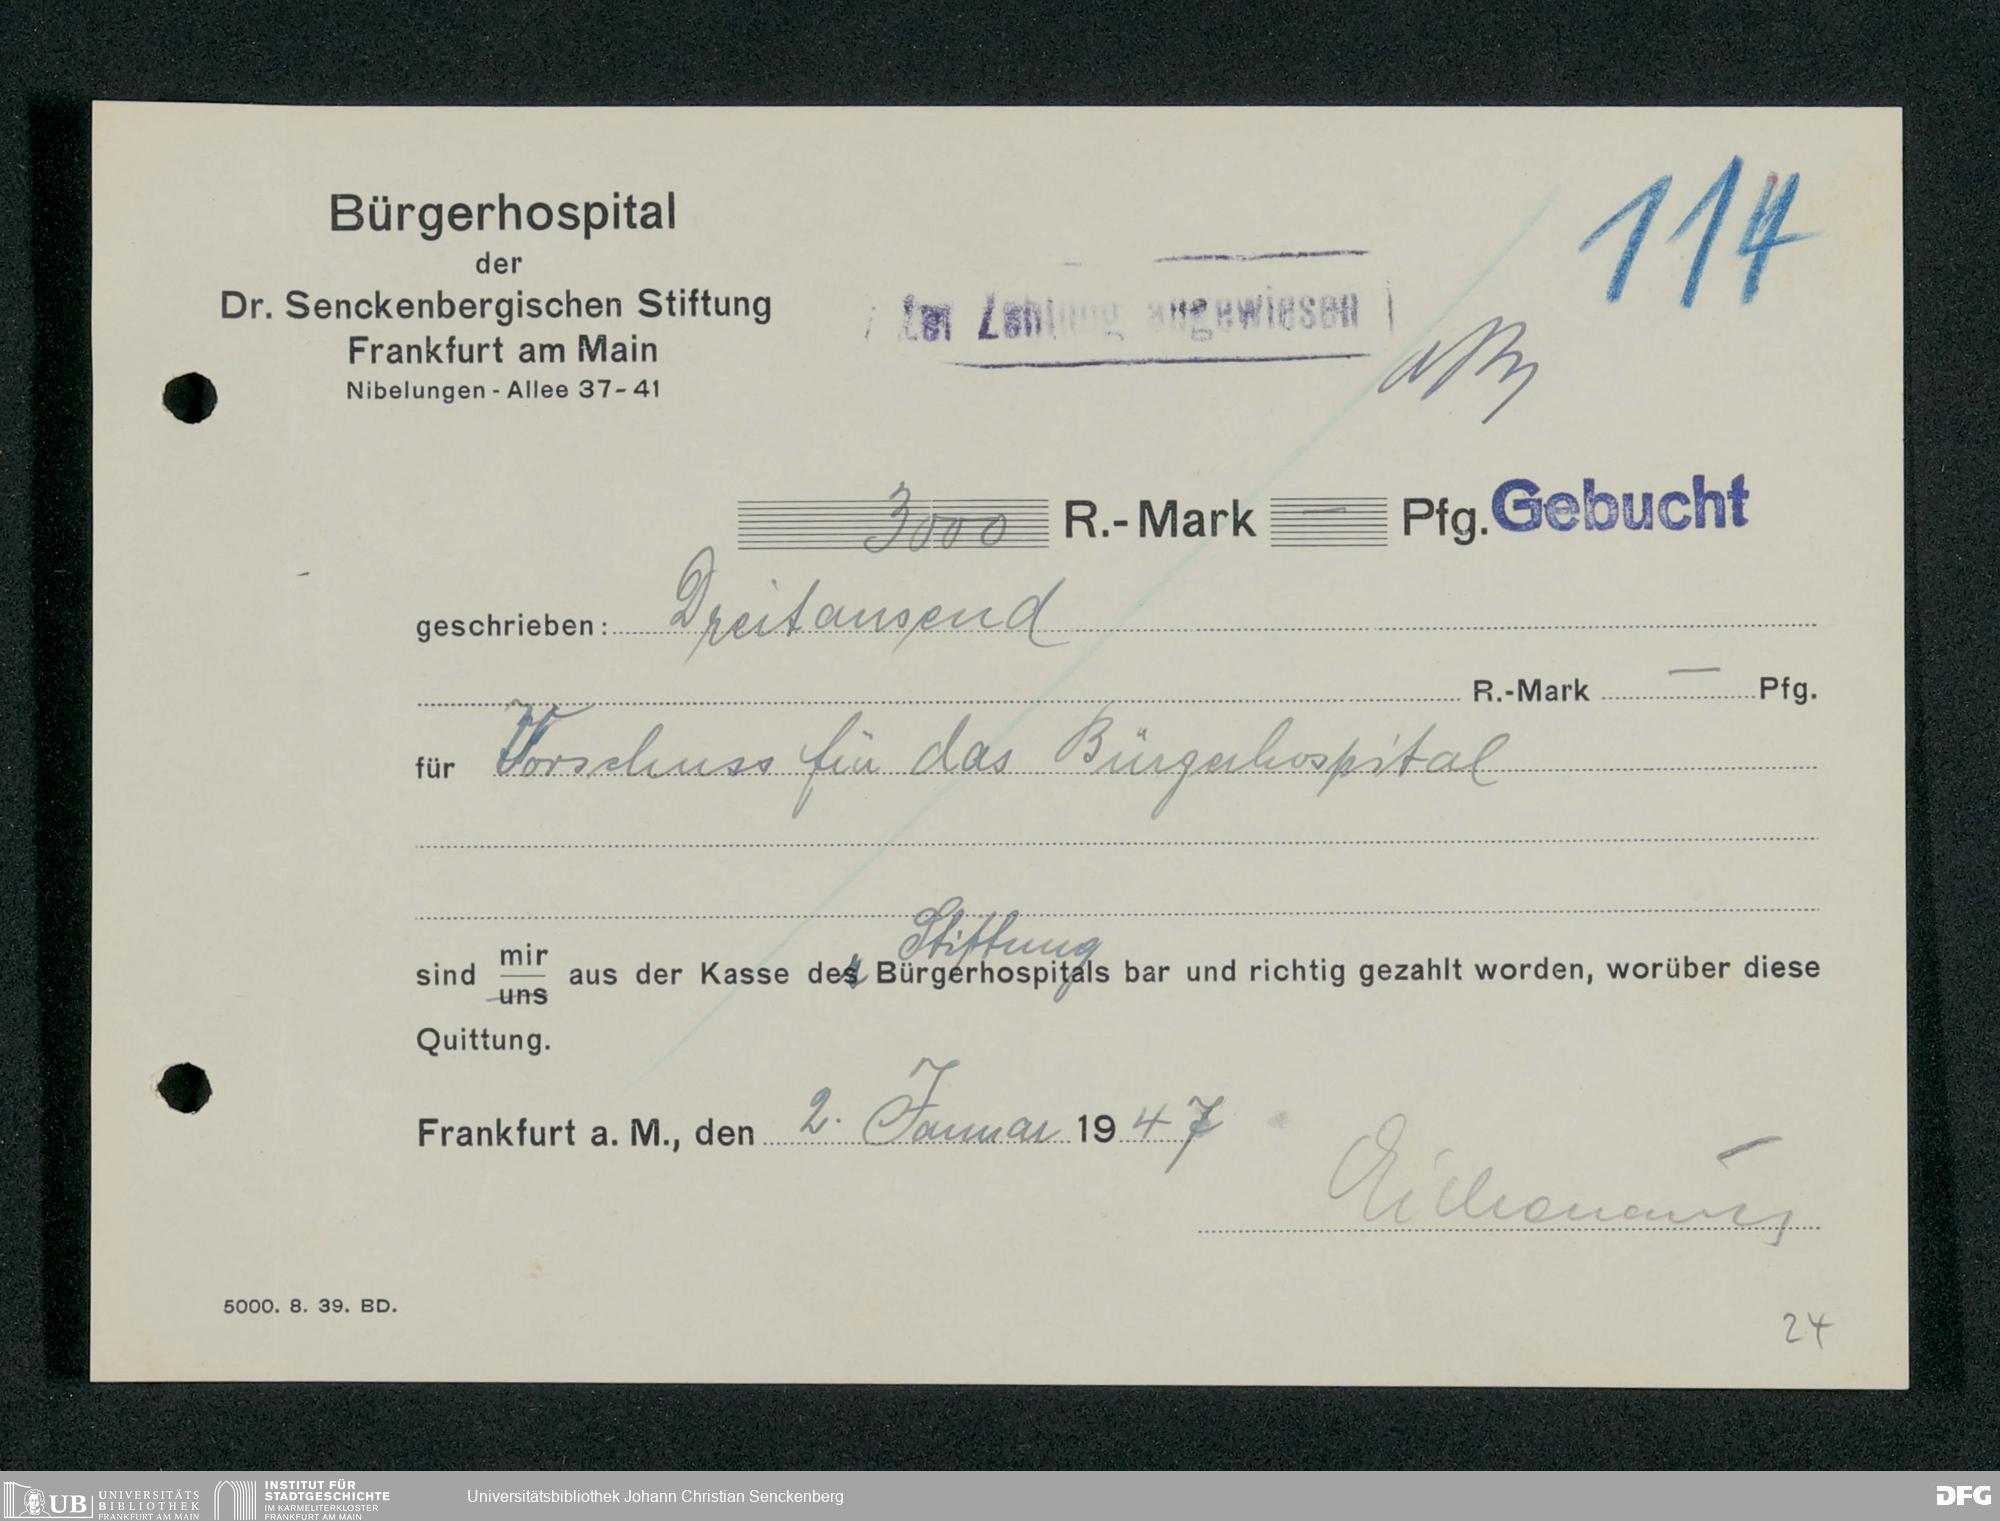 114
Bürgerhospital
der
Dr. Senckenbergischen Stiftung
Frankfurt am Main
Nibelungen-Allee 37-41
Zur Zahlung angewiesen
3000 R.-Mark — Pfg. Gebucht
geschrieben: Dreitausend
R.-Mark — Pfg.
für Vorschuss für das Bürgerhospital
Stiftung
sind mir uns aus der Kasse der Bürgerhospitals bar und richtig gezahlt worden, worüber diese
Quittung.
Frankfurt a. M., den 2. Januar 1947
5000. 8. 39. BD.
24
UB UNIVERSITÄTS BIBLIOTHEK FRANKFURT AM MAIN
INSTITUT FÜR STADTGESCHICHTE IM KARMELITERKLOSTER FRANKFURT AM MAIN
Universitätsbibliothek Johann Christian Senckenberg
DFG